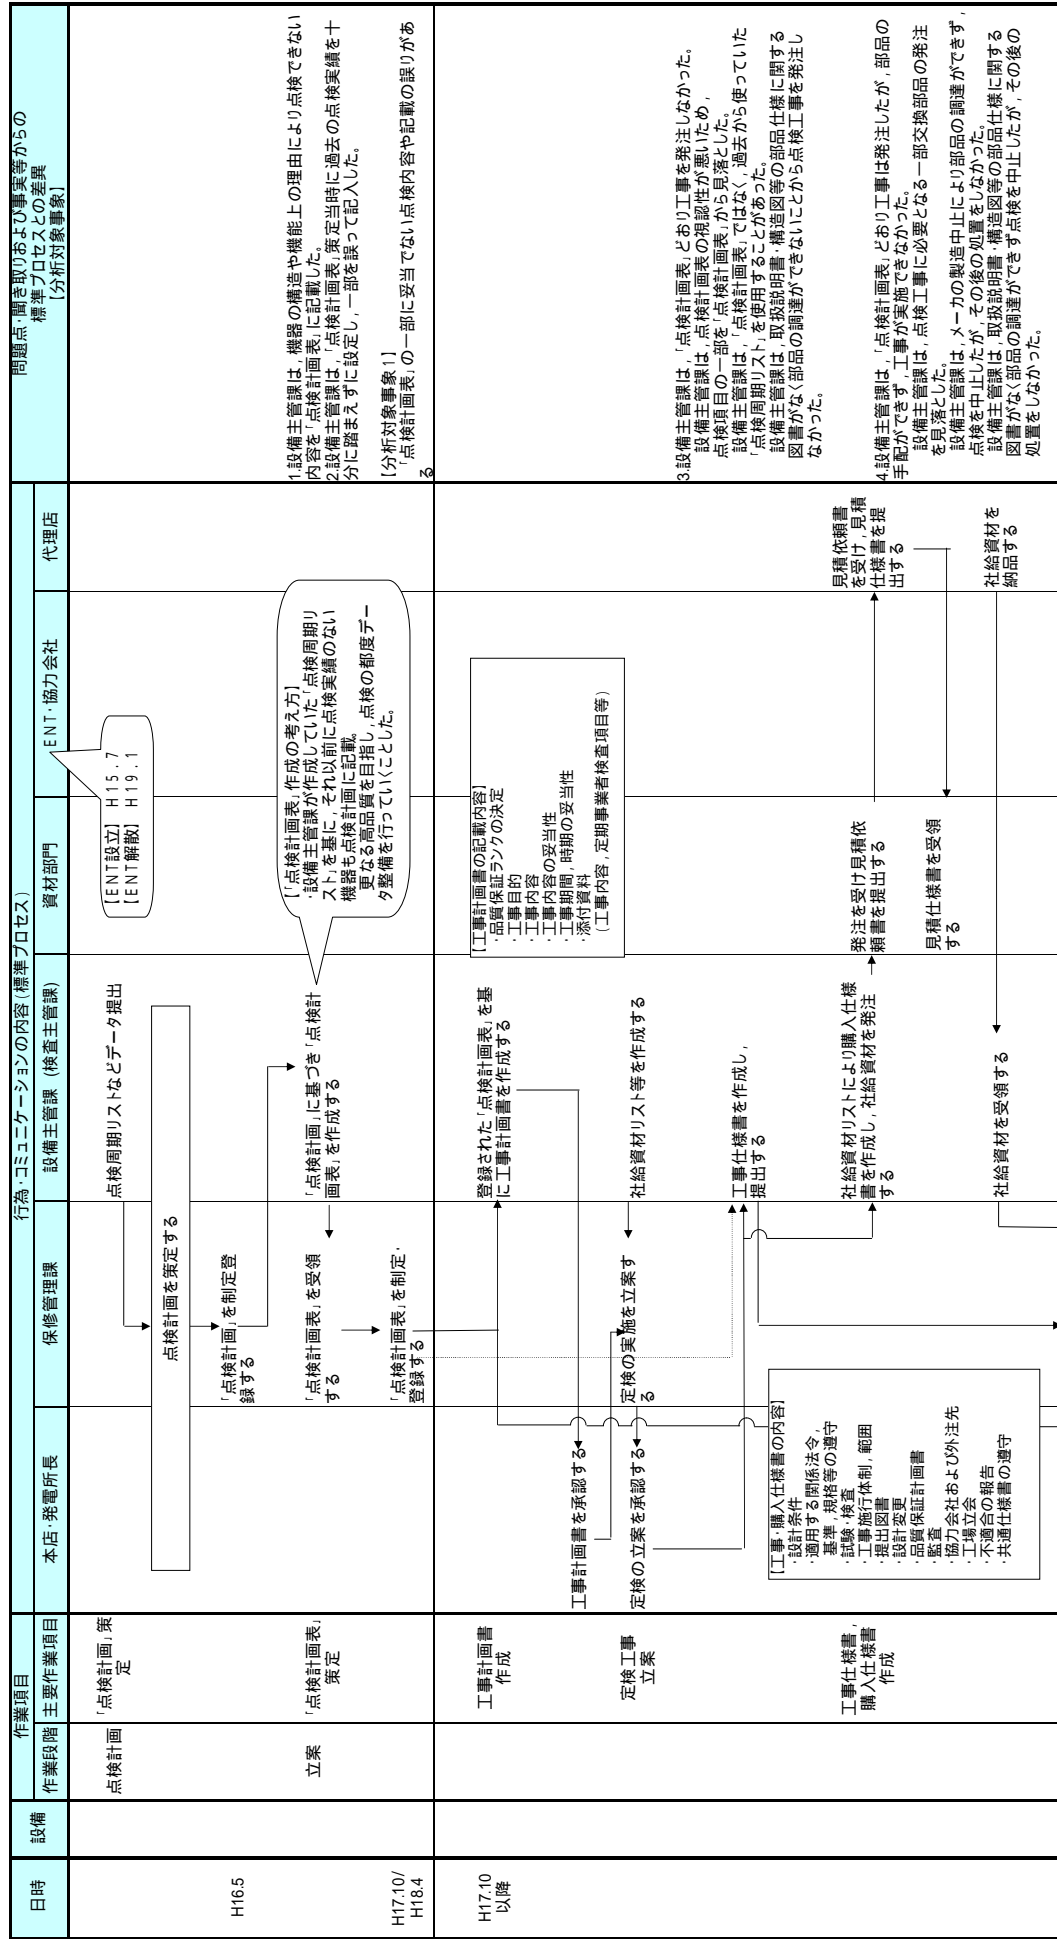 日時
設備
作業項目
作業段階
主要作業項目
行為・コミュニケーションの内容(標準プロセス)
本店・発電所長
保修管理課
設備主管課 (検査主管課)
資材部門
ENT・協力会社
代理店
問題点・聞き取りおよび事実等からの
標準プロセスとの差異
【分析対象事象】
H16.5
H17.10/
H18.4
点検計画
立案
「点検計画」策
定
「点検計画表」
策定
点検周期リストなどデータ提出
点検計画を策定する
「点検計画」を制定登
録する
「点検計画」に基づき「点検計
画表」を作成する
「点検計画表」を受領
する
「点検計画表」を制定・
登録する
【ENT設立】 H15.7
【ENT解散】 H19.1
【「点検計画表」作成の考え方】
・設備主管課が作成していた「点検周期リ
スト」を基に,それ以前に点検実績のない
機器も点検計画に記載。
更なる高品質を目指し,点検の都度デー
タ整備を行っていくことした。
1.設備主管課は,機器の構造や機能上の理由により点検できない
内容を「点検計画表」に記載した。
2.設備主管課は,「点検計画表」策定当時に過去の点検実績を十
分に踏まえずに設定し,一部を誤って記入した。
【分析対象事象1】
「点検計画表」の一部に妥当でない点検内容や記載の誤りがあ
る
H17.10
以降
工事計画書
作成
定検工事
立案
工事仕様書,
購入仕様書
作成
登録された「点検計画表」を基
に工事計画書を作成する
工事計画書を承認する
定検の立案を承認する
定検の実施を立案す
る
社給資材リスト等を作成する
工事仕様書を作成し,
提出する
社給資材リストにより購入仕様
書を作成し,社給資材を発注
する
社給資材を受領する
【工事計画書の記載内容】
・品質保証ランクの決定
・工事目的
・工事内容
・工事内容の妥当性
・工事期間,時期の妥当性
・添付資料
(工事内容,定期事業者検査項目等)
発注を受け見積依
頼書を提出する
見積仕様書を受領
する
見積依頼書
を受け,見積
仕様書を提
出する
社給資材を
納品する
【工事・購入仕様書の内容】
・設計条件
・適用する関係法令,
基準,規格等の遵守
・試験・検査
・工事施行体制,範囲
・提出図書
・設計変更
・品質保証計画書
・監査
・協力会社および外注先
・工場立会
・不適合の報告
・共通仕様書の遵守
3.設備主管課は,「点検計画表」どおり工事を発注しなかった。
設備主管課は,点検計画表の視認性が悪いため,
点検項目の一部を「点検計画表」から見落とした。
設備主管課は,「点検計画表」ではなく,過去から使っていた
「点検周期リスト」を使用することがあった。
設備主管課は,取扱説明書・構造図等の部品仕様に関する
図書がなく部品の調達ができないことから点検工事を発注し
なかった。
4.設備主管課は,「点検計画表」どおり工事は発注したが,部品の
手配ができず,工事が実施できなかった。
設備主管課は,点検工事に必要となる一部交換部品の発注
を見落とした。
設備主管課は,メーカの製造中止により部品の調達ができず,
点検を中止したが,その後の処置をしなかった。
設備主管課は,取扱説明書・構造図等の部品仕様に関する
図書がなく部品の調達ができず点検を中止したが,その後の
処置をしなかった。